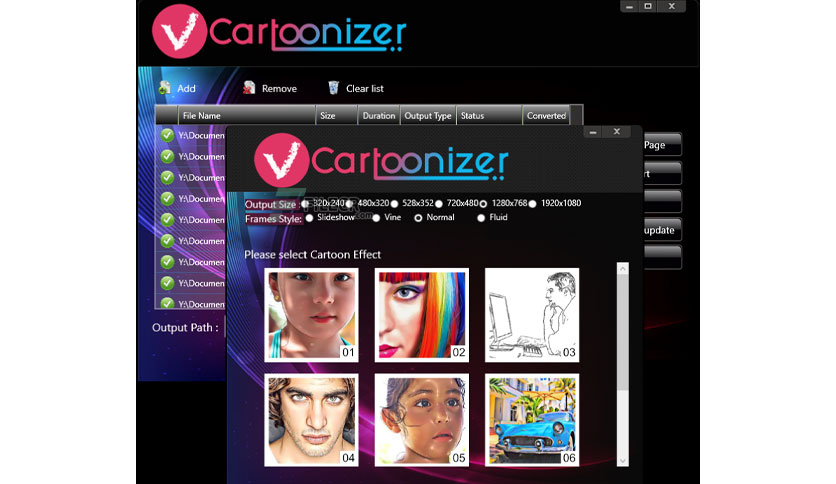 V Cartoonizer
Add Remove Clear list
File Name Size Duration Output Type Status Converted
Y:\Documen
Y:\Documen
Y:\Documen
Y:\Documen
Y:\Documen
Y:\Documen
Y:\Documen
Y:\Documen
Y:\Documen
Output Path :
Page
rt
update
V Cartoonizer
Output Size : 320x240 480x320 528x352 720x480 1280x768 1920x1080
Frames Style: Slideshow Vine Normal Fluid
Please select Cartoon Effect
01 02 03
04 05 06